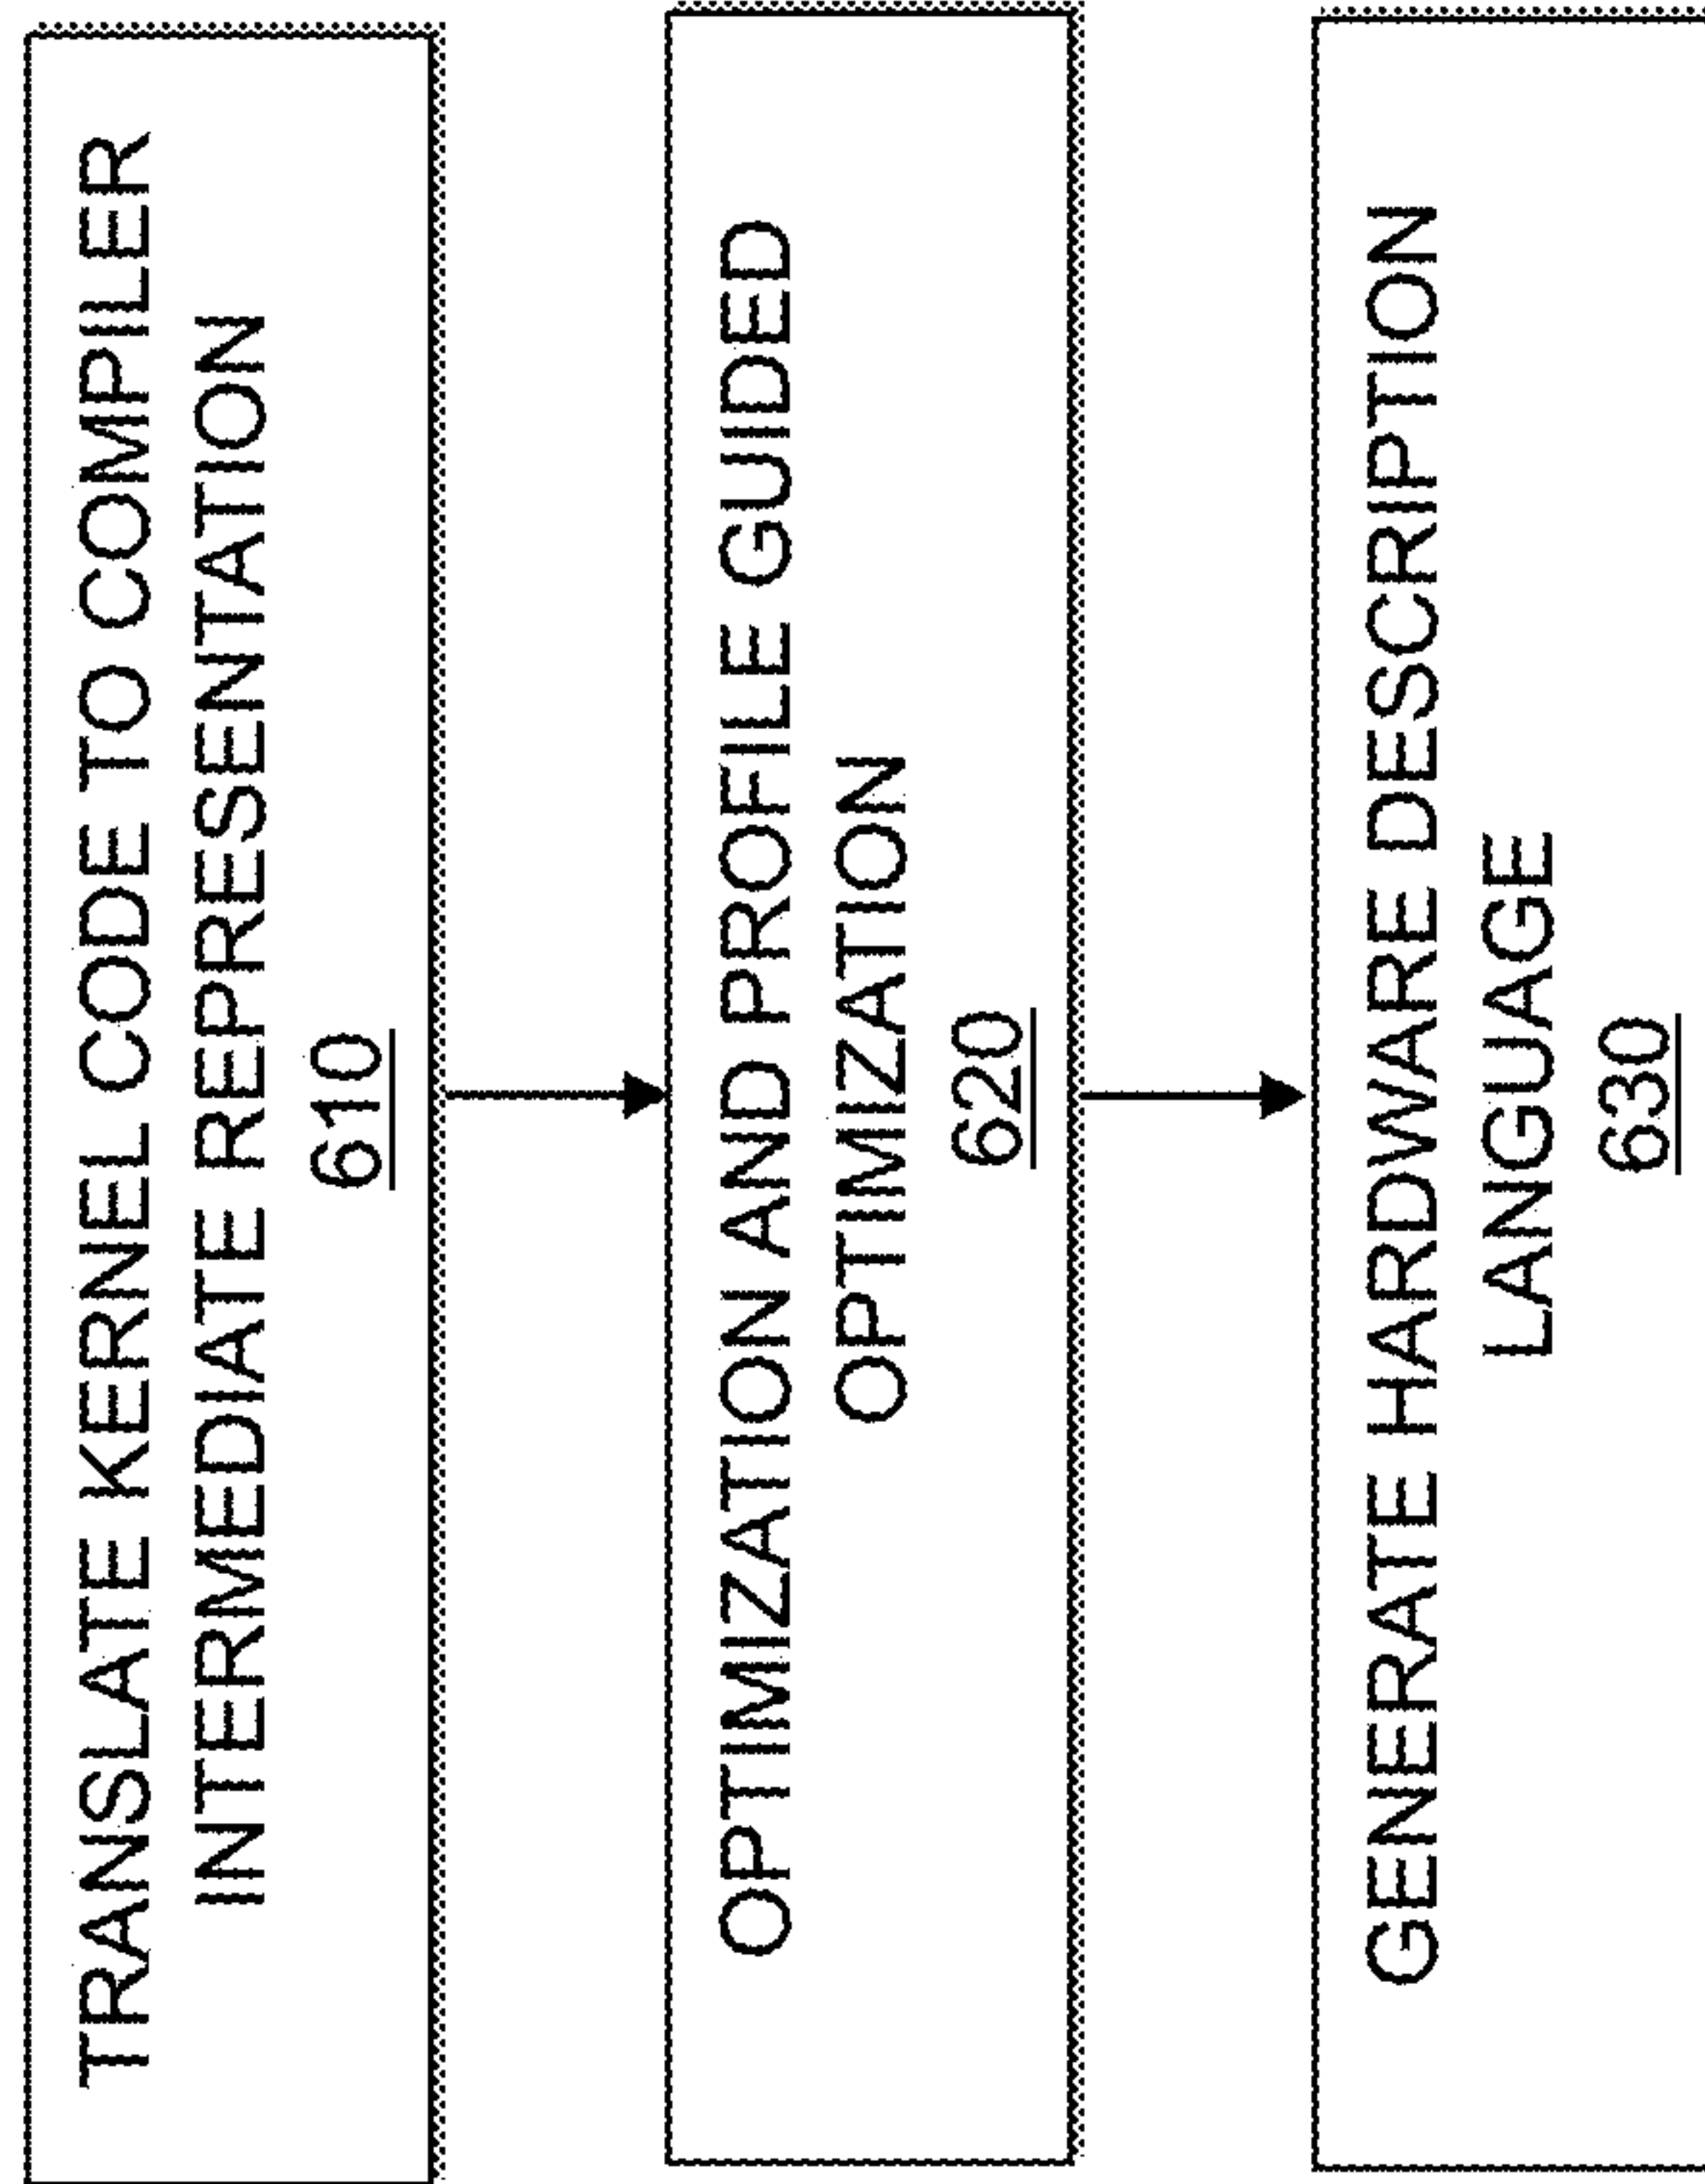 TRANSLATE KERNEL CODE TO COMPILER
INTERMEDIATE REPRESENTATION
610
OPTIMIZATION AND PROFILE GUIDED
OPTIMIZATION
620
GENERATE HARDWARE DESCRIPTION
LANGUAGE
630